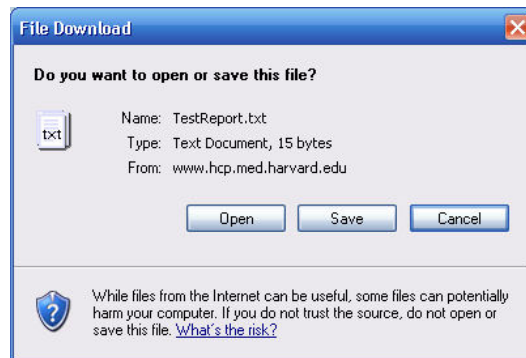 File Download
Do you want to open or save this file?
txt
Name: TestReport.txt
Type: Text Document, 15 bytes
From: www.hcp.med.harvard.edu
Open Save Cancel
While files from the Internet can be useful, some files can potentially
harm your computer. If you do not trust the source, do not open or
save this file. What's the risk?